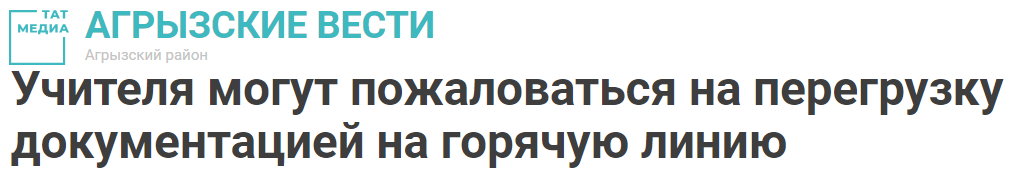 ТАТ
МЕДИА
АГРЫЗСКИЕ ВЕСТИ
Агрызский район
Учителя могут пожаловаться на перегрузку
документацией на горячую линию